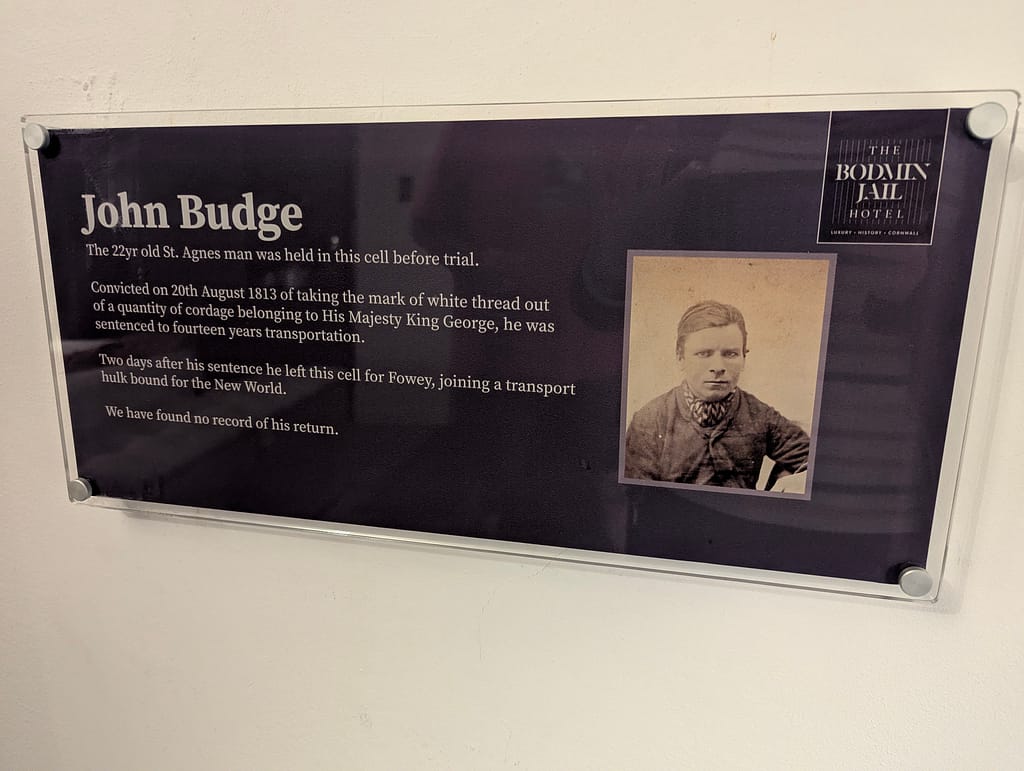 THE
BODMIN
JAIL
HOTEL
LUXURY • HISTORY • CORNWALL
John Budge
The 22yr old St. Agnes man was held in this cell before trial.
Convicted on 20th August 1813 of taking the mark of white thread out
of a quantity of cordage belonging to His Majesty King George, he was
sentenced to fourteen years transportation.
Two days after his sentence he left this cell for Fowey, joining a transport
hulk bound for the New World.
We have found no record of his return.